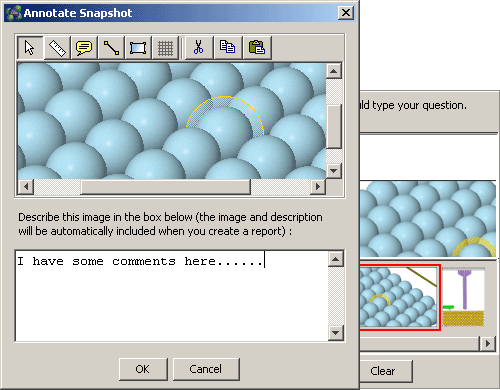 Annotate Snapshot
uld type your question.
Describe this image in the box below (the image and description
will be automatically included when you create a report) :
I have some comments here......
OK
Cancel
Clear